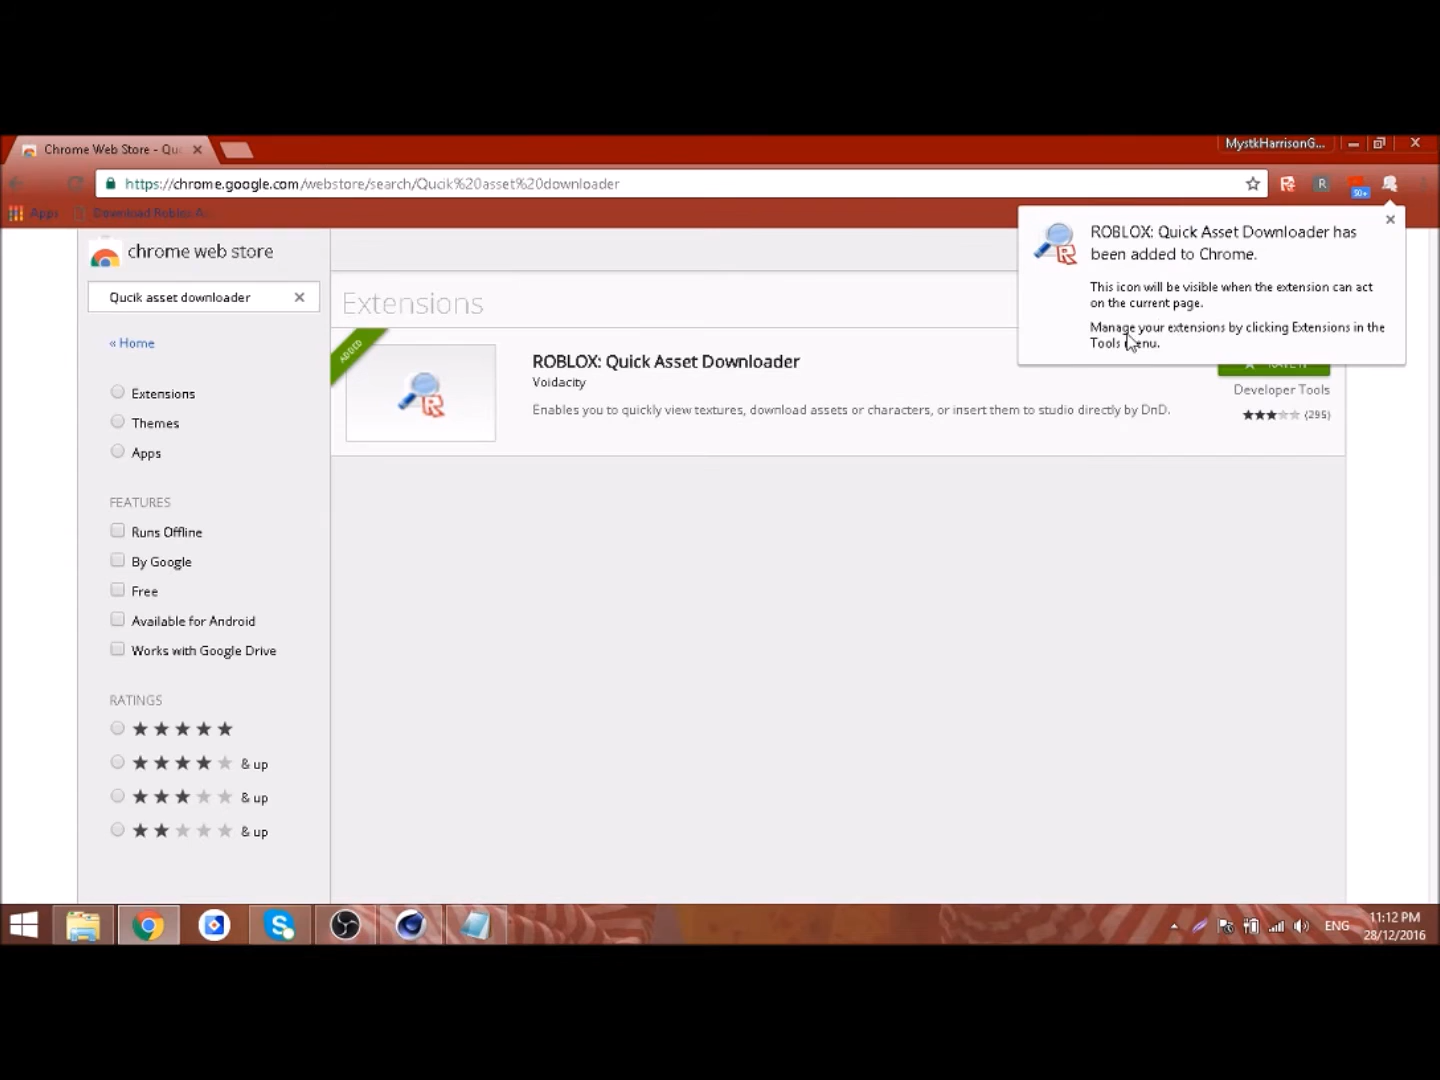 Chrome Web Store - Qu
MystkHarrisonG...
https://chrome.google.com/webstore/search/Qucik%20asset%20downloader
R
50+
Apps
Download Roblox A
chrome web store
Qucik asset downloader
« Home
Extensions
Themes
Apps
FEATURES
Runs Offline
By Google
Free
Available for Android
Works with Google Drive
RATINGS
& up
& up
& up
Extensions
ADDED
ROBLOX: Quick Asset Downloader
Voidacity
Enables you to quickly view textures, download assets or characters, or insert them to studio directly by DnD.
Developer Tools
(295)
ROBLOX: Quick Asset Downloader has
been added to Chrome.
This icon will be visible when the extension can act
on the current page.
Manage your extensions by clicking Extensions in the
Tools menu.
ENG
11:12 PM
28/12/2016